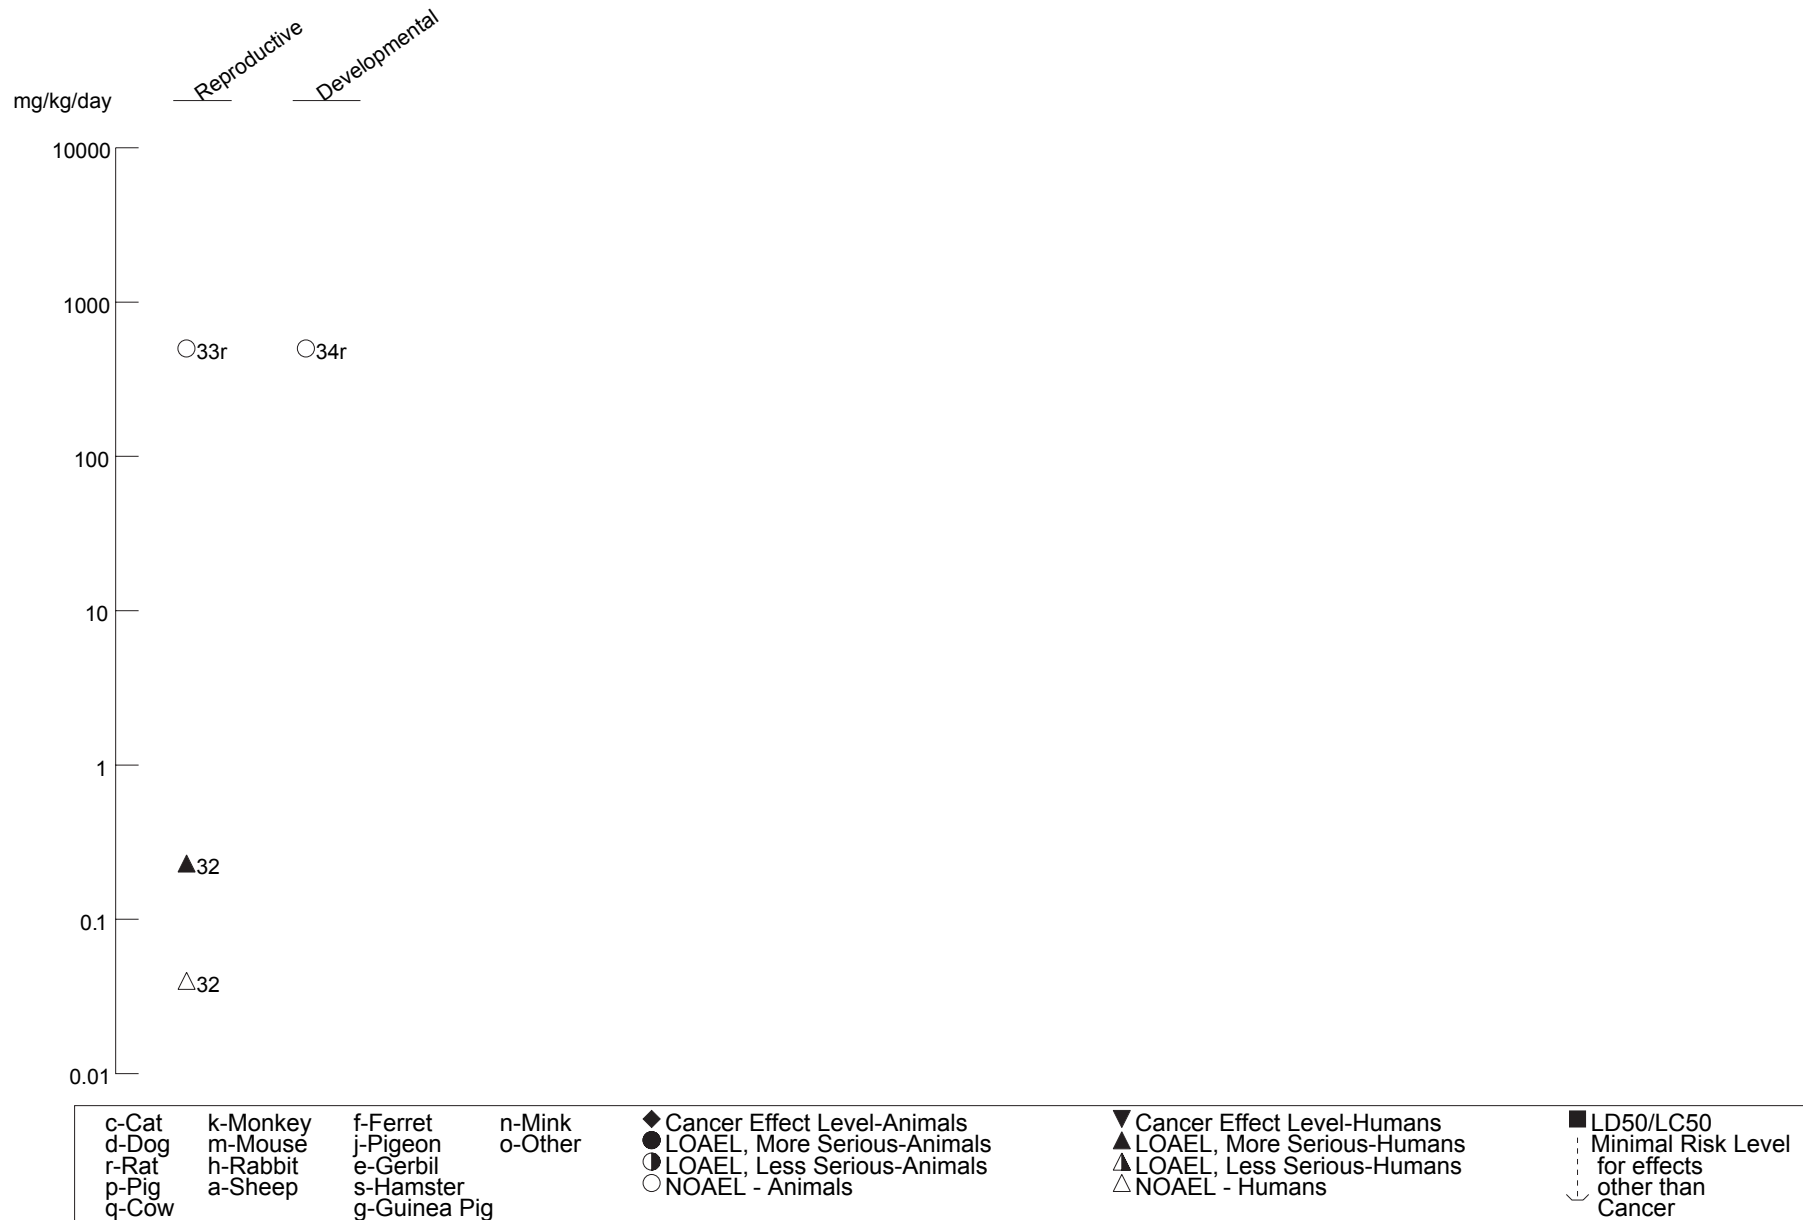 Reproductive
Developmental
mg/kg/day
10000
1000
33r
34r
100
10
1
32
0.1
32
0.01
c-Cat k-Monkey f-Ferret n-Mink Cancer Effect Level-Animals Cancer Effect Level-Humans LD50/LC50
d-Dog m-Mouse j-Pigeon o-Other LOAEL, More Serious-Animals LOAEL, More Serious-Humans Minimal Risk Level
r-Rat h-Rabbit e-Gerbil LOAEL, Less Serious-Animals LOAEL, Less Serious-Humans for effects
p-Pig a-Sheep s-Hamster NOAEL - Animals NOAEL - Humans other than
q-Cow g-Guinea Pig Cancer